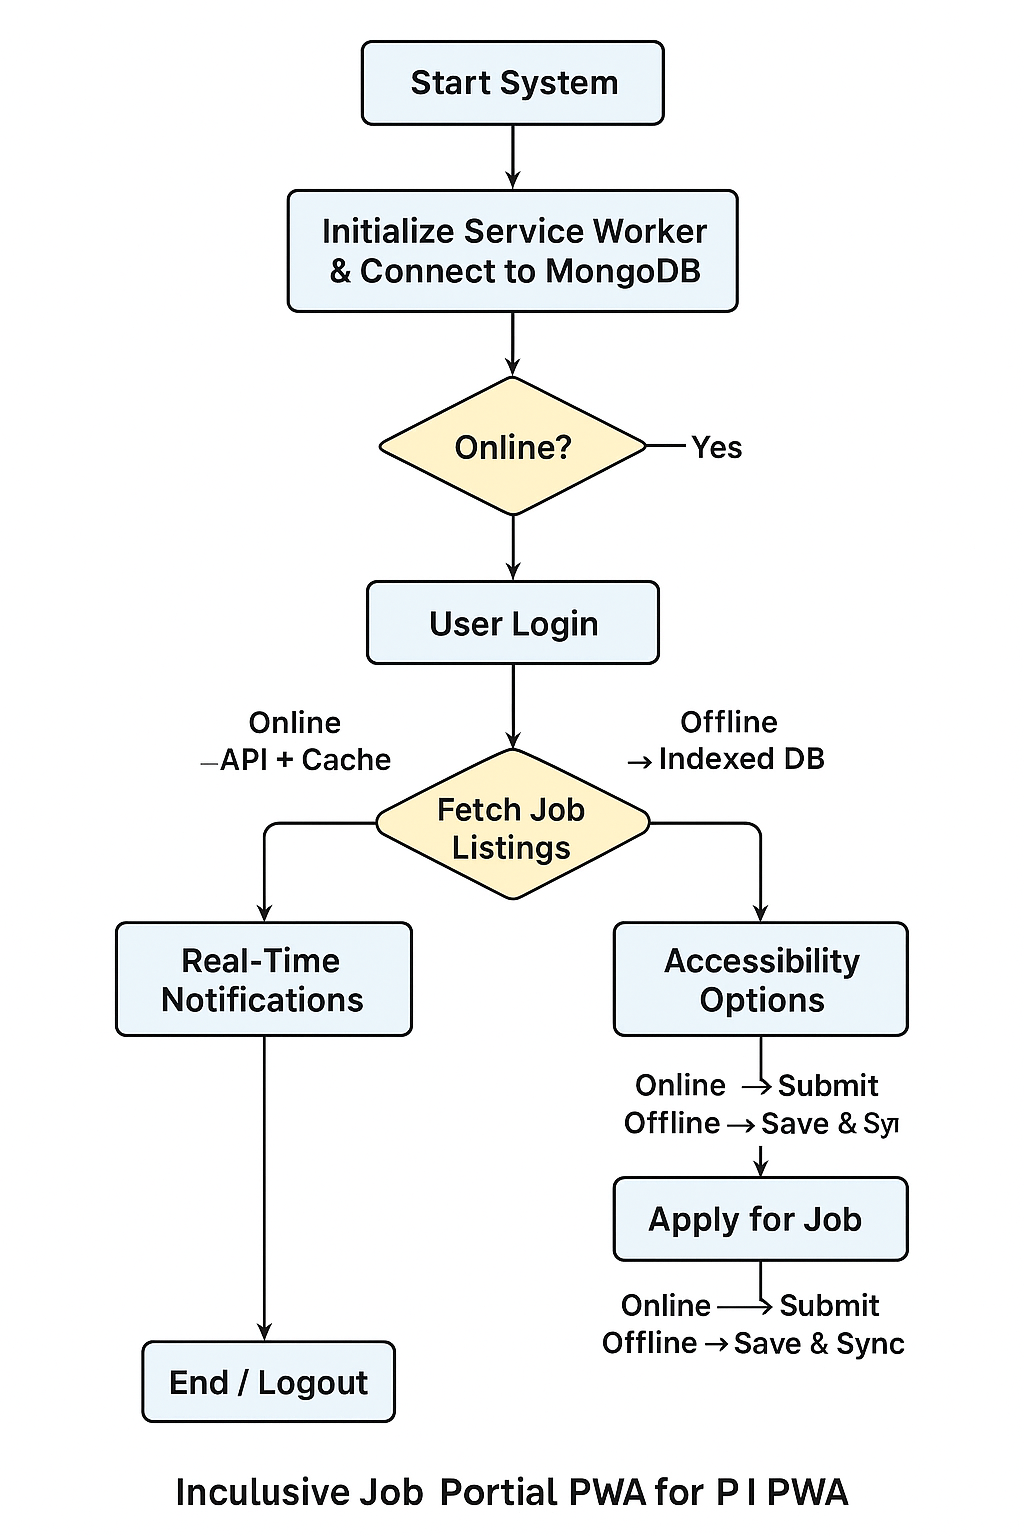 Start System
Initialize Service Worker
& Connect to MongoDB
Online?
Yes
User Login
Online
–API + Cache
Offline
→ Indexed DB
Fetch Job
Listings
Real-Time
Notifications
Accessibility
Options
Online → Submit
Offline → Save &
Apply for Job
Online → Submit
Offline → Save & Sync
End / Logout
Inculusive Job Portal PWA for P I PWA